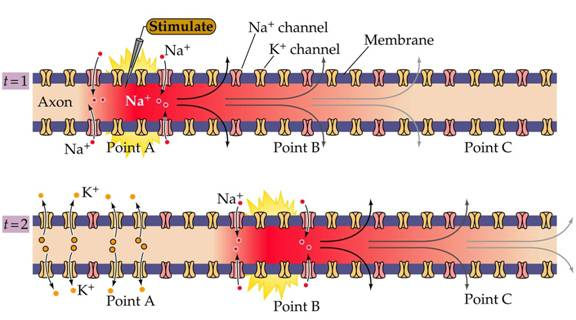 Stimulate
Na⁺ channel
Na⁺
K⁺ channel
Membrane
t=1
Axon
Na⁺
Na⁺
Point A
Point B
Point C
K⁺
Na⁺
t=2
K⁺
Point A
Point B
Point C